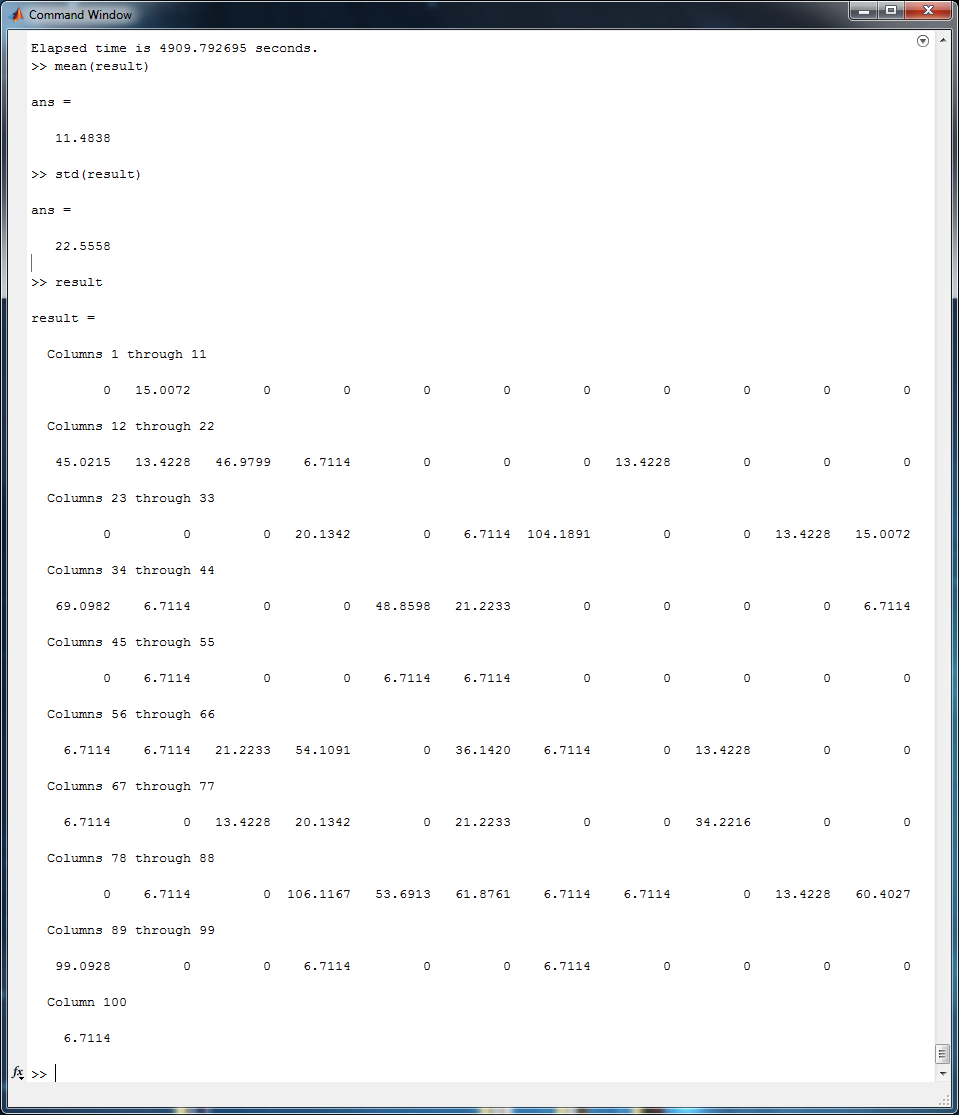 Command Window
Elapsed time is 4909.792695 seconds.
>> mean(result)
ans =
11.4838
>> std(result)
ans =
22.5558
>> result
result =
Columns 1 through 11
0 15.0072 0 0 0 0 0 0 0 0 0
Columns 12 through 22
45.0215 13.4228 46.9799 6.7114 0 0 0 13.4228 0 0 0
Columns 23 through 33
0 0 0 20.1342 0 6.7114 104.1891 0 0 13.4228 15.0072
Columns 34 through 44
69.0982 6.7114 0 0 48.8598 21.2233 0 0 0 0 6.7114
Columns 45 through 55
0 6.7114 0 0 6.7114 6.7114 0 0 0 0 0
Columns 56 through 66
6.7114 6.7114 21.2233 54.1091 0 36.1420 6.7114 0 13.4228 0 0
Columns 67 through 77
6.7114 0 13.4228 20.1342 0 21.2233 0 0 34.2216 0 0
Columns 78 through 88
0 6.7114 0 106.1167 53.6913 61.8761 6.7114 6.7114 0 13.4228 60.4027
Columns 89 through 99
99.0928 0 0 6.7114 0 0 6.7114 0 0 0 0
Column 100
6.7114
fx >>